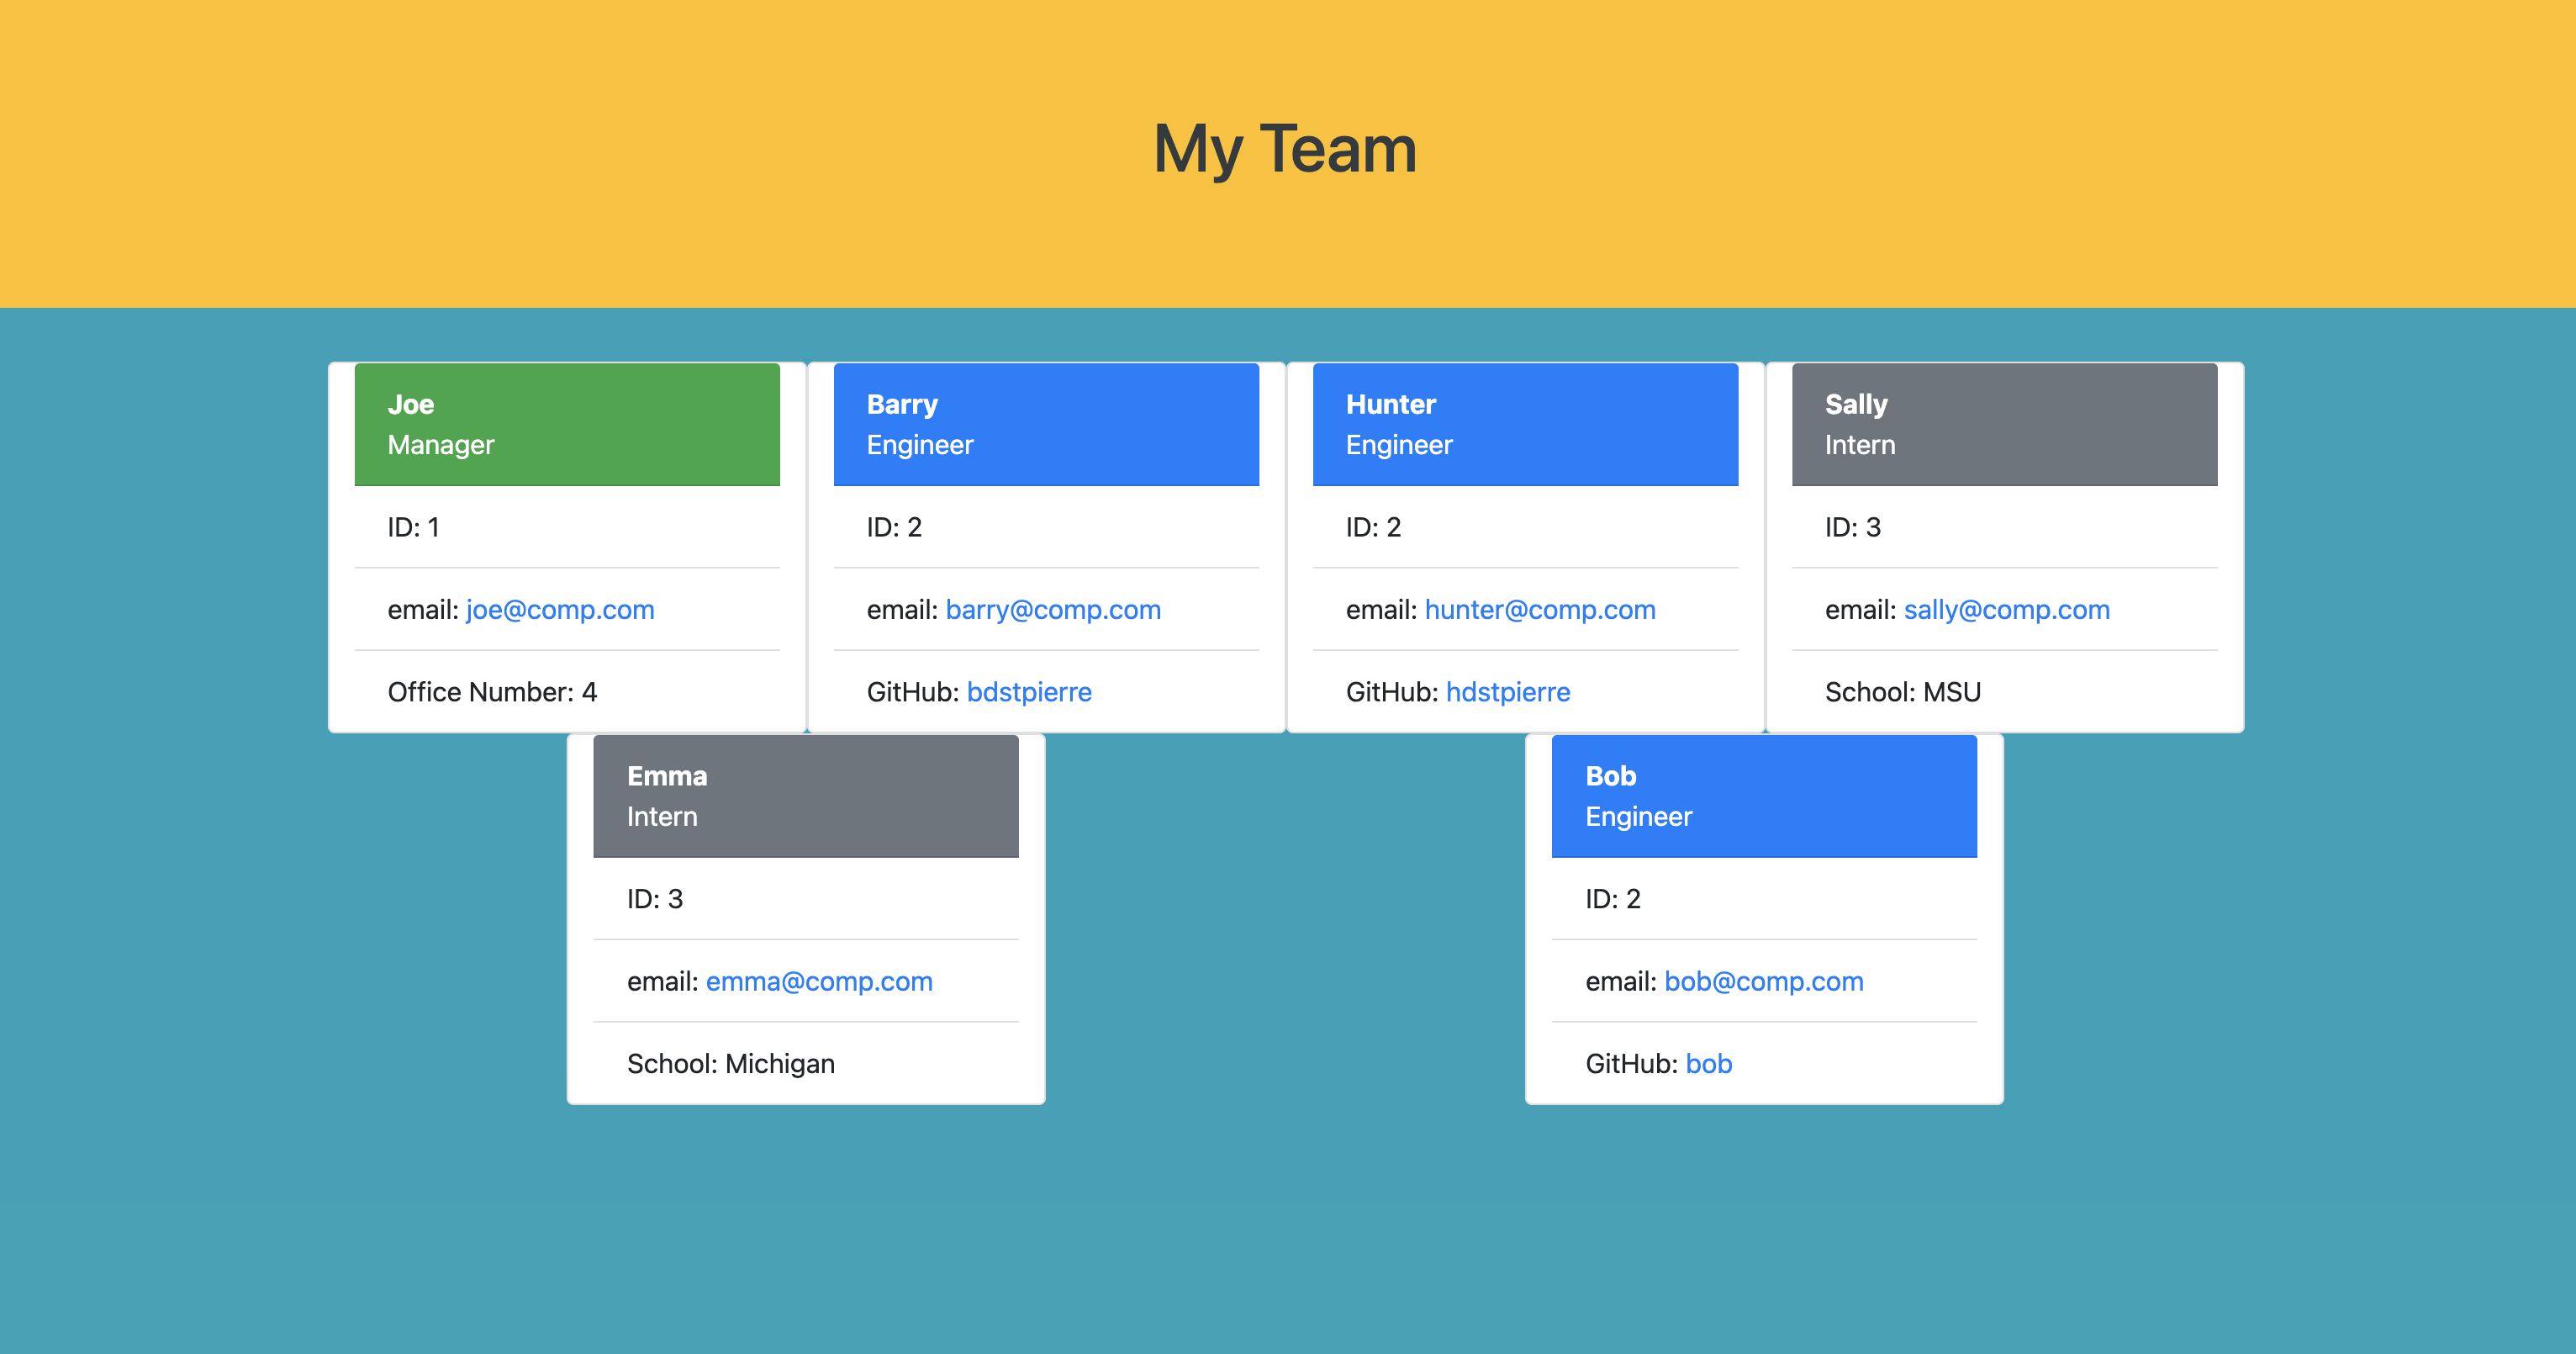 My Team
Joe
Manager
ID: 1
email: joe@comp.com
Office Number: 4
Barry
Engineer
ID: 2
email: barry@comp.com
GitHub: bdstpierre
Hunter
Engineer
ID: 2
email: hunter@comp.com
GitHub: hdstpierre
Sally
Intern
ID: 3
email: sally@comp.com
School: MSU
Emma
Intern
ID: 3
email: emma@comp.com
School: Michigan
Bob
Engineer
ID: 2
email: bob@comp.com
GitHub: bob